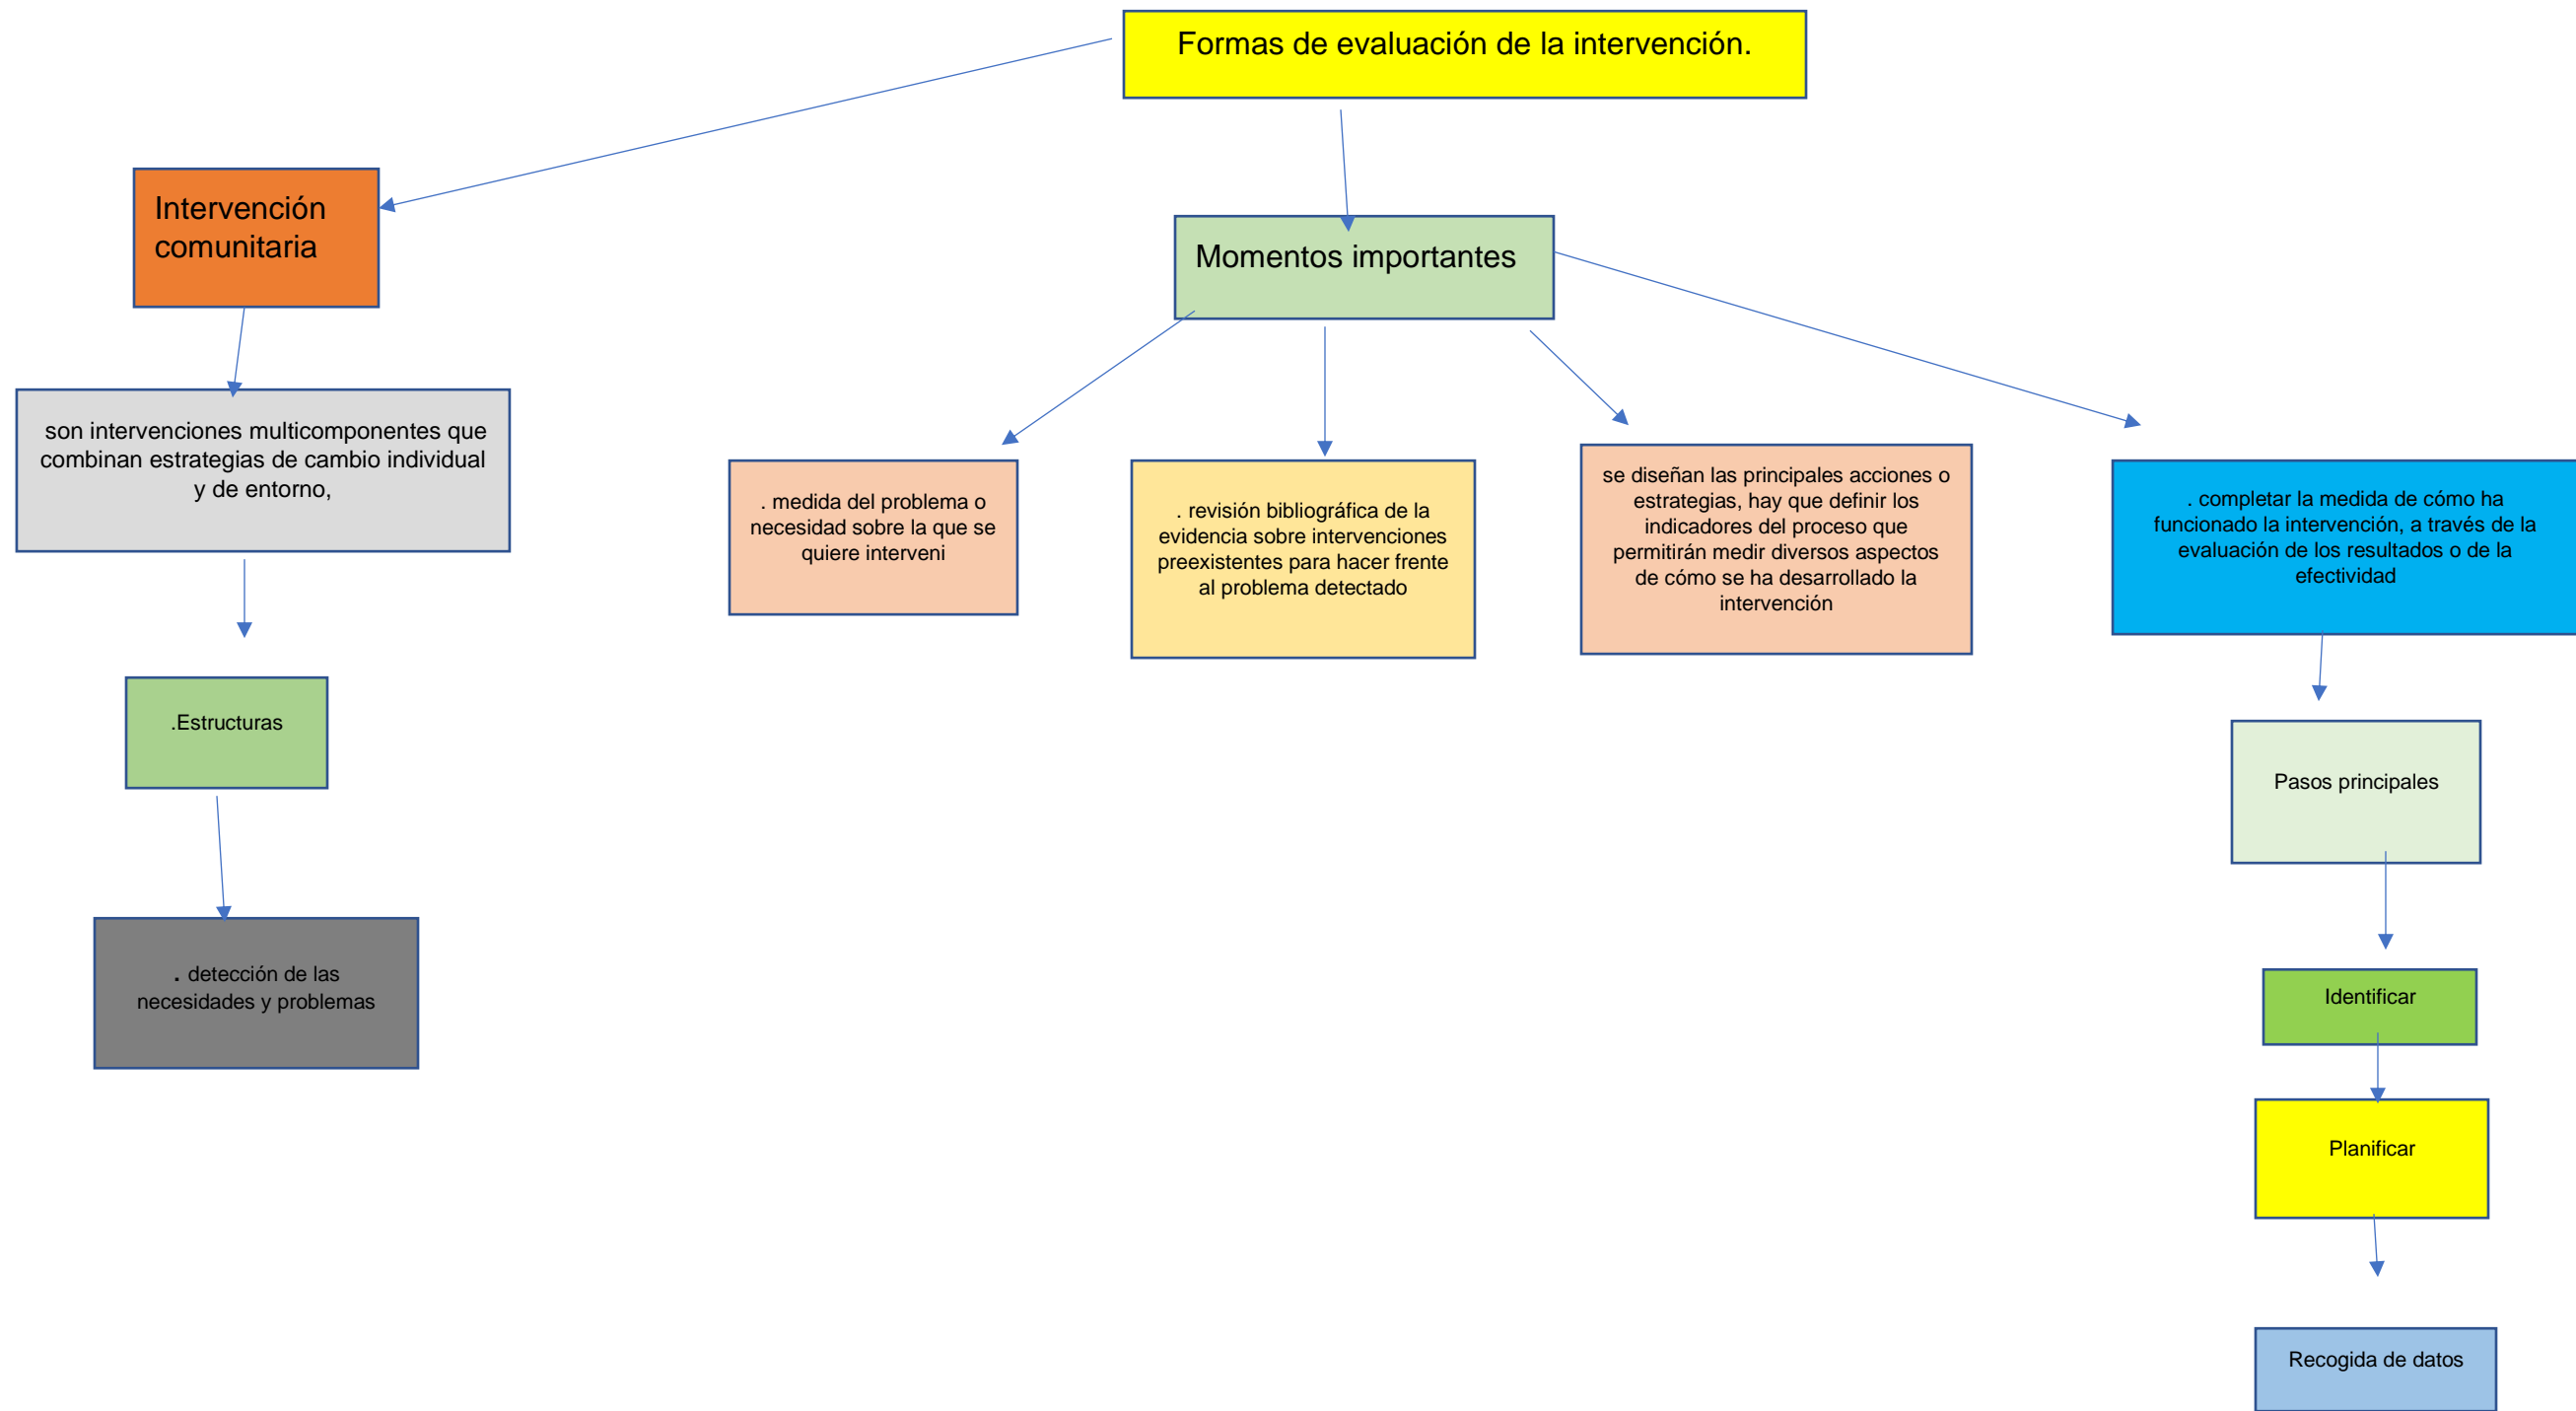 Formas de evaluación de la intervención.
Intervención
comunitaria
Momentos importantes
son intervenciones multicomponentes que
combinan estrategias de cambio individual
y de entorno,
. medida del problema o
necesidad sobre la que se
quiere interveni
. revisión bibliográfica de la
evidencia sobre intervenciones
preexistentes para hacer frente
al problema detectado
se diseñan las principales acciones o
estrategias, hay que definir los
indicadores del proceso que
permitirán medir diversos aspectos
de cómo se ha desarrollado la
intervención
. completar la medida de cómo ha
funcionado la intervención, a través de la
evaluación de los resultados o de la
efectividad
.Estructuras
Pasos principales
. detección de las
necesidades y problemas
Identificar
Planificar
Recogida de datos